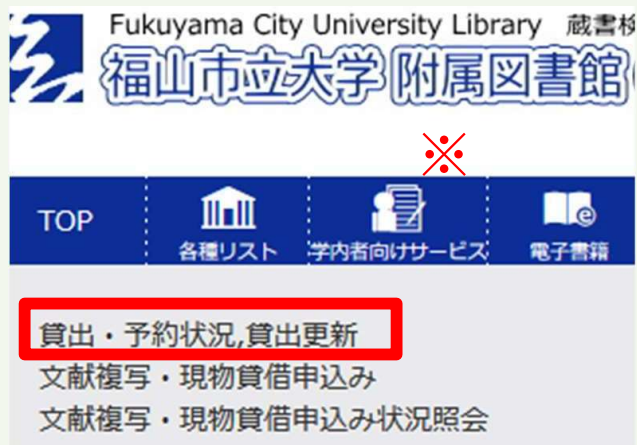 Fukuyama City University Library 蔵書検
福山市立大学 附属図書館
※
TOP
各種リスト
学内者向けサービス
電子書籍
貸出・予約状況,貸出更新
文献複写・現物貸借申込み
文献複写・現物貸借申込み状況照会